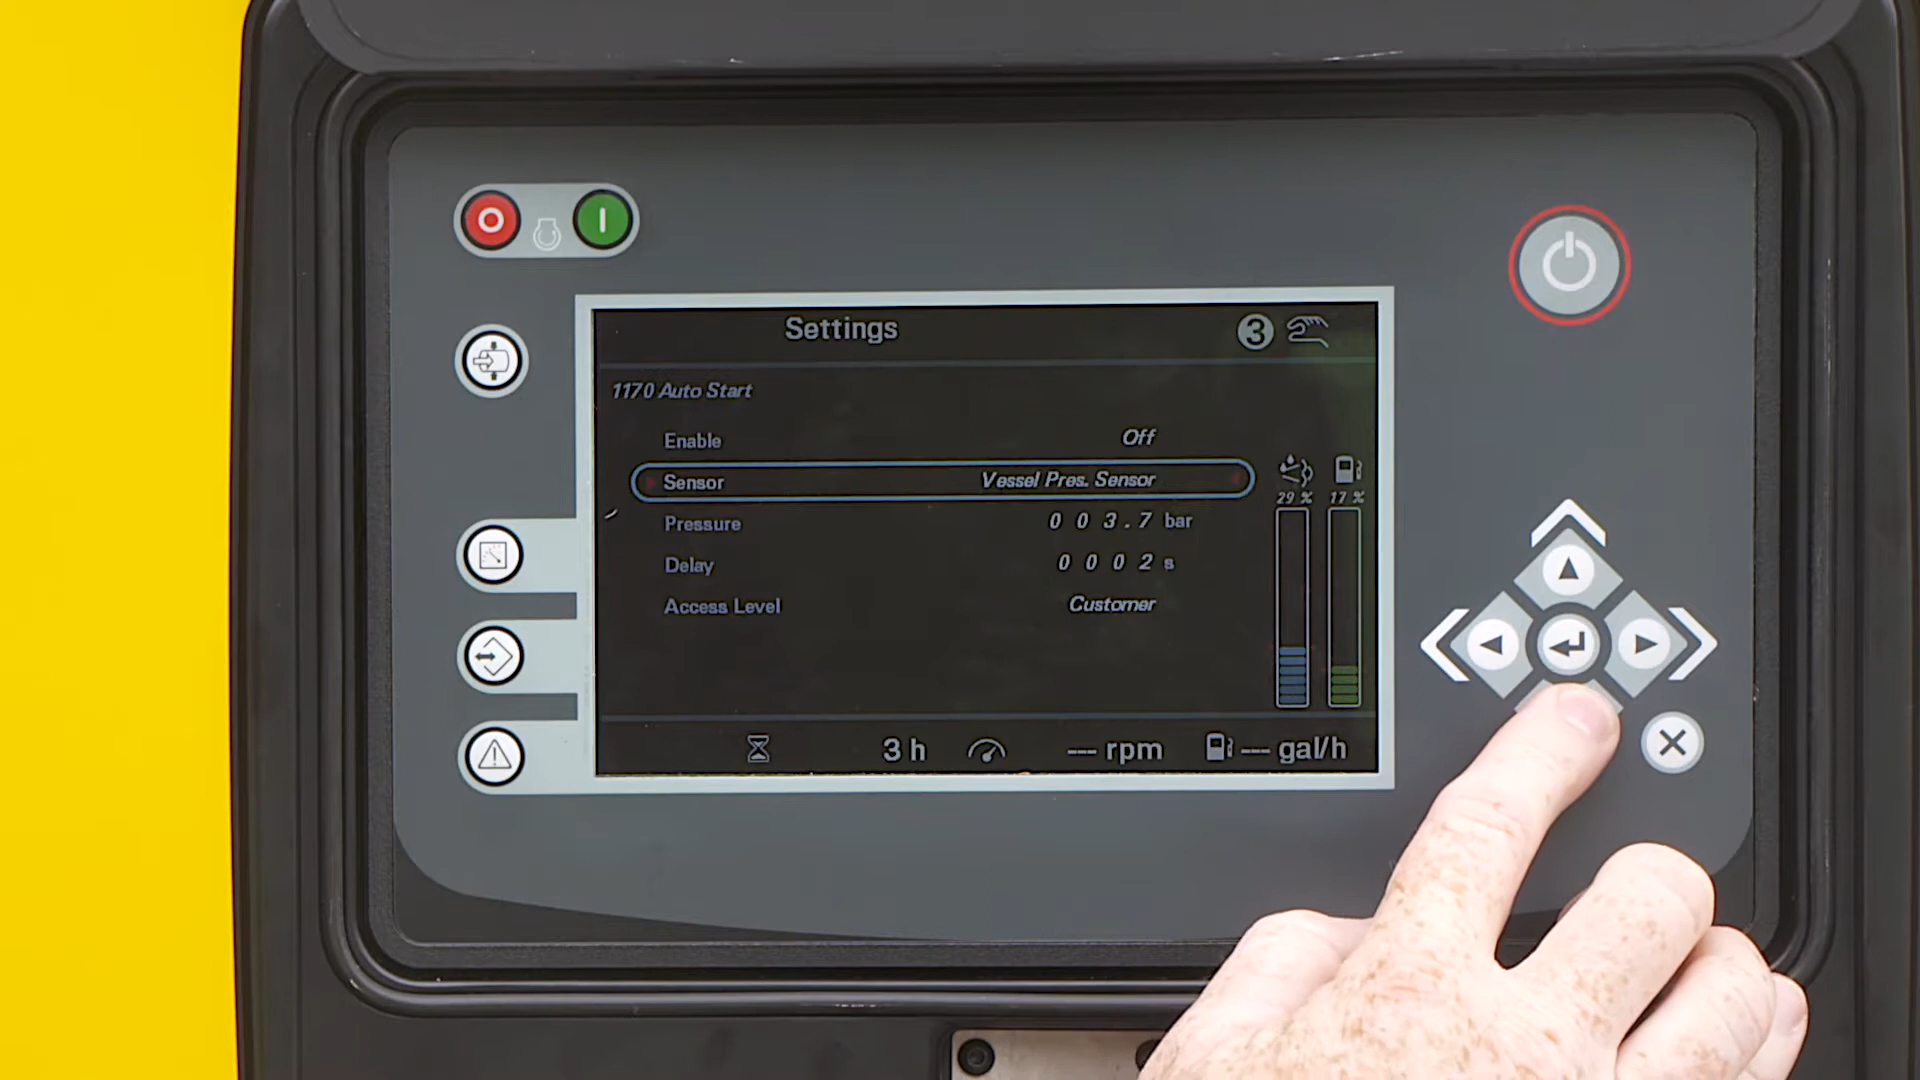 Settings
3
1170 Auto Start
Enable Off
Sensor Vessel Pres. Sensor
29 % 17 %
Pressure 0 0 3 . 7 bar
Delay 0 0 0 2 s
Access Level Customer
3 h --- rpm --- gal/h